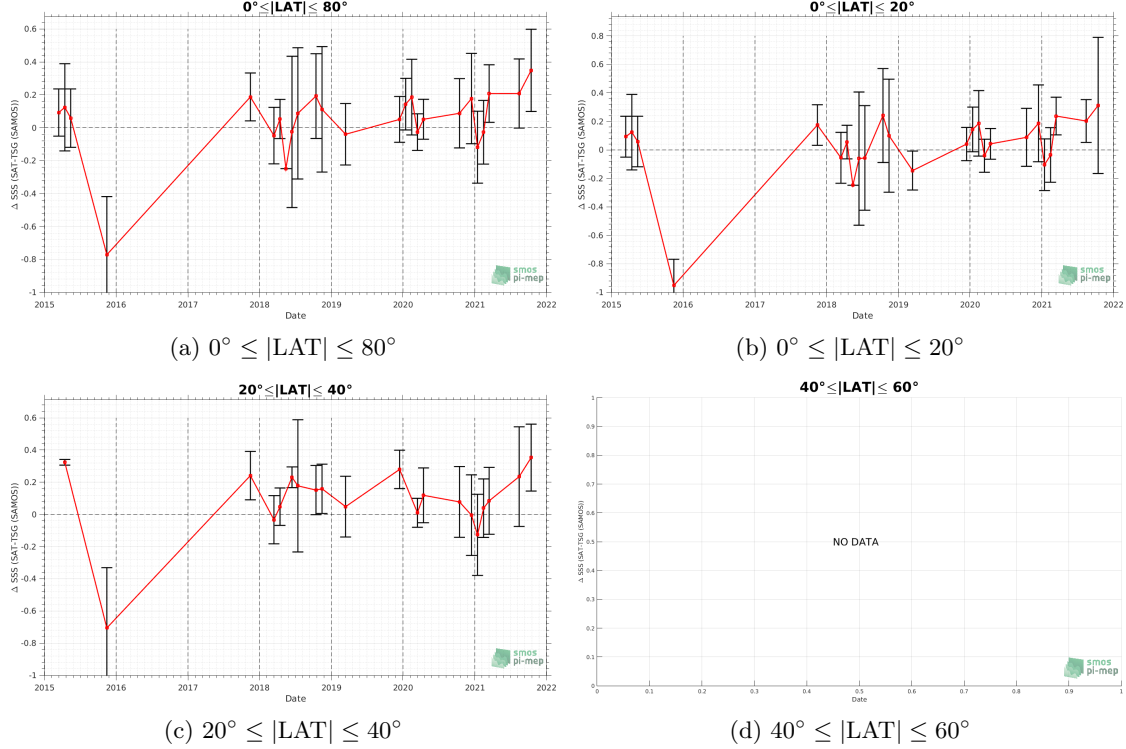 0°≤|LAT|≤ 80°
0.6
0.4
0.2
0
-0.2
-0.4
-0.6
-0.8
-1
Δ SSS (SAT-TSG (SAMOS))
2015 2016 2017 2018 2019 2020 2021 2022
Date
smos
pi-mep
(a) 0° ≤ |LAT| ≤ 80°
0°≤|LAT|≤ 20°
0.8
0.6
0.4
0.2
0
-0.2
-0.4
-0.6
-0.8
-1
Δ SSS (SAT-TSG (SAMOS))
2015 2016 2017 2018 2019 2020 2021 2022
Date
smos
pi-mep
(b) 0° ≤ |LAT| ≤ 20°
20°≤|LAT|≤ 40°
0.6
0.4
0.2
0
-0.2
-0.4
-0.6
-0.8
-1
Δ SSS (SAT-TSG (SAMOS))
2015 2016 2017 2018 2019 2020 2021 2022
Date
smos
pi-mep
(c) 20° ≤ |LAT| ≤ 40°
40°≤|LAT|≤ 60°
1
0.9
0.8
0.7
0.6
0.5
0.4
0.3
0.2
0.1
0
Δ SSS (SAT-TSG (SAMOS))
NO DATA
0 0.1 0.2 0.3 0.4 0.5 0.6 0.7 0.8 0.9 1
Date
smos
pi-mep
(d) 40° ≤ |LAT| ≤ 60°